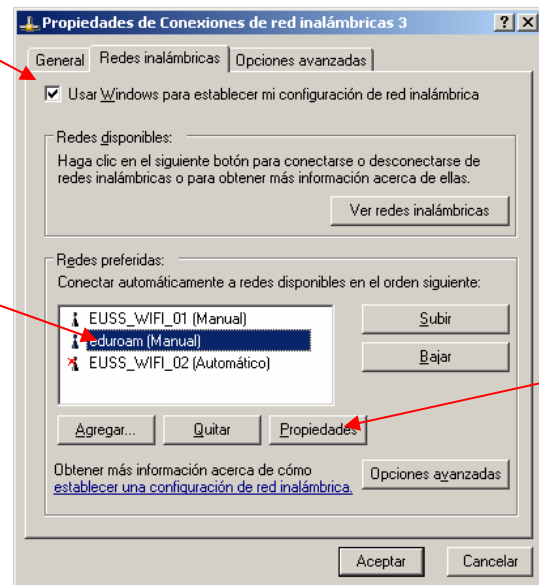 Propiedades de Conexiones de red inalámbricas 3
General Redes inalámbricas Opciones avanzadas
Usar Windows para establecer mi configuración de red inalámbrica
Redes disponibles:
Haga clic en el siguiente botón para conectarse o desconectarse de
redes inalámbricas o para obtener más información acerca de ellas.
Ver redes inalámbricas
Redes preferidas:
Conectar automáticamente a redes disponibles en el orden siguiente:
EUSS_WIFI_01 (Manual)
eduroam (Manual)
EUSS_WIFI_02 (Automático)
Subir
Bajar
Agregar... Quitar Propiedades
Obtener más información acerca de cómo
establecer una configuración de red inalámbrica.
Opciones avanzadas
Aceptar Cancelar